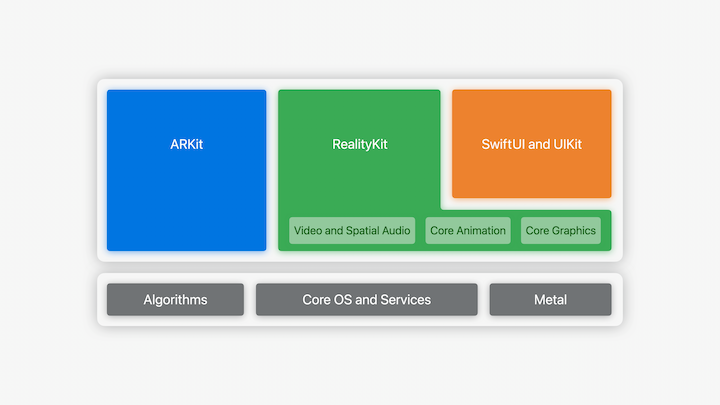 ARKit
RealityKit
SwiftUI and UIKit
Video and Spatial Audio
Core Animation
Core Graphics
Algorithms
Core OS and Services
Metal